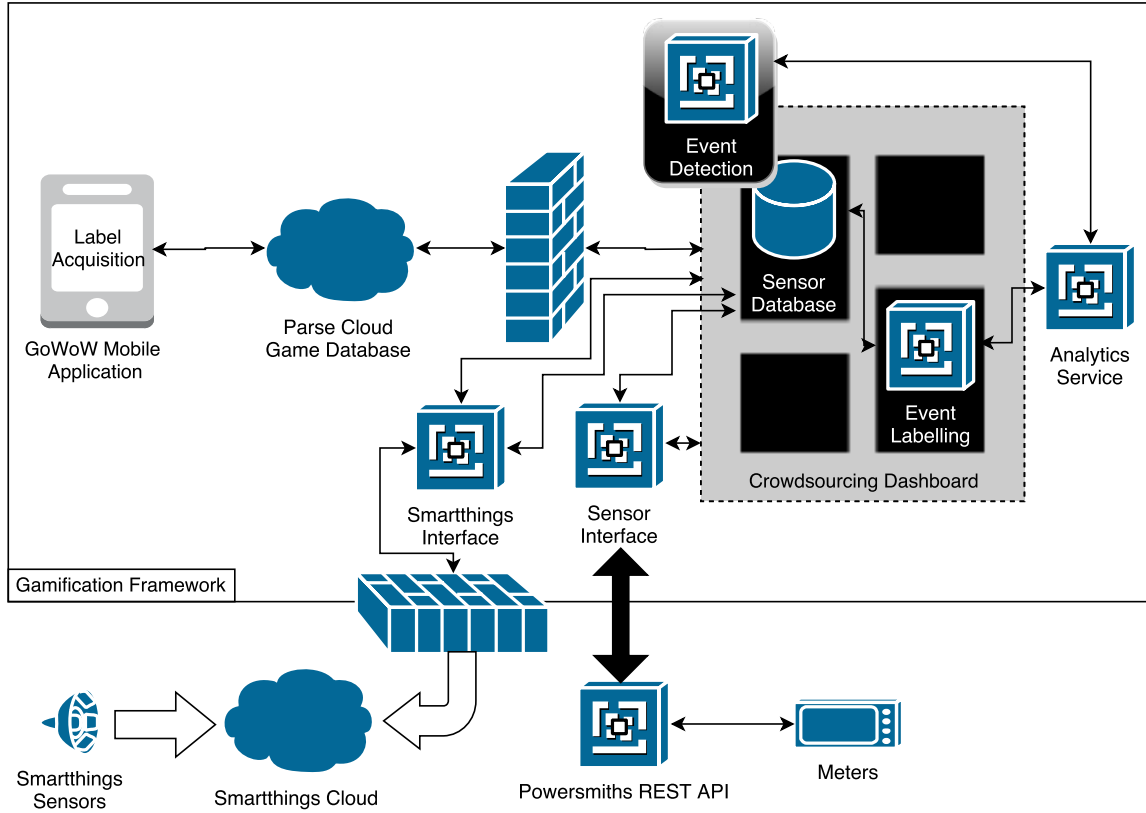 Event
Detection
Label
Acquisition
Sensor
Database
Parse Cloud
Game Database
GoWoW Mobile
Application
Analytics
Service
Event
Labelling
Crowdsourcing Dashboard
Smartthings
Interface
Sensor
Interface
Gamification Framework
Smartthings
Sensors
Smartthings Cloud
Powersmiths REST API
Meters